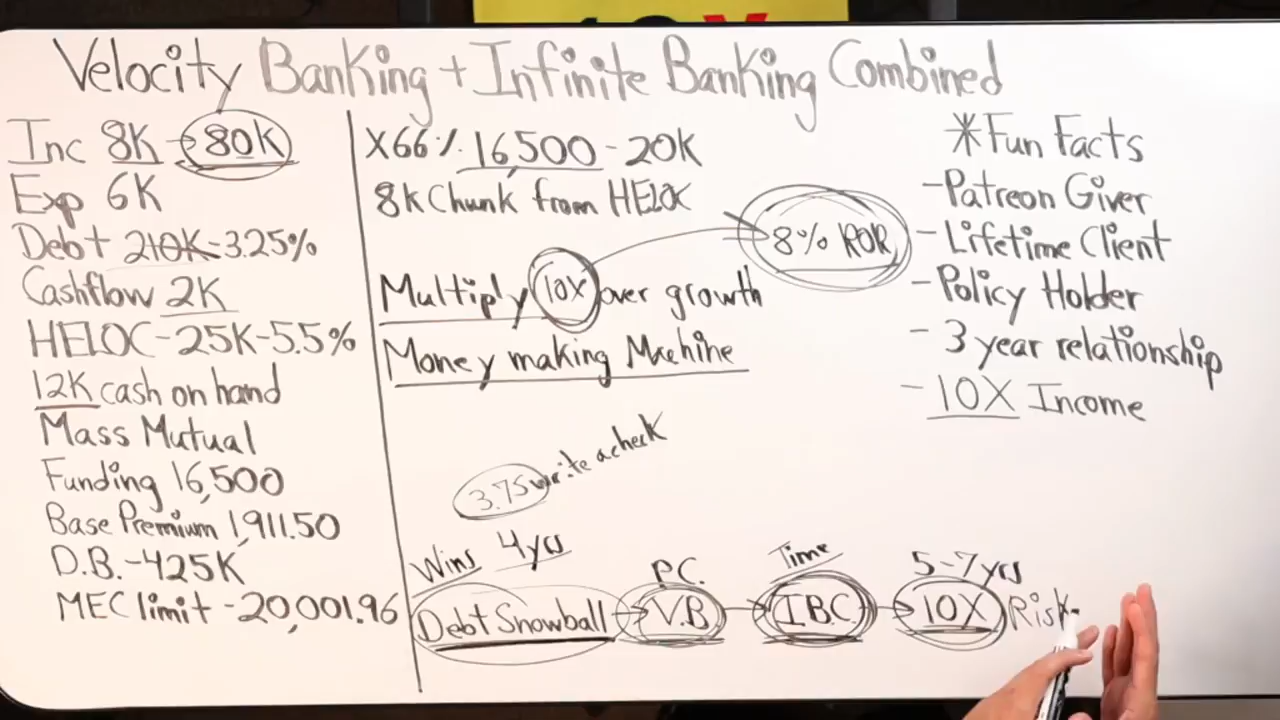 Velocity Banking + Infinite Banking Combined
Inc 8K → 80K
Exp 6K
Debt 210K-3.25%
Cashflow 2K
HELOC-25K-5.5%
12K cash on hand
Mass Mutual
Funding 16,500
Base Premium 1,911.50
D.B.-425K
MEC limit - 20,001.96
X66% 16,500 - 20K
8K Chunk from HELOC
8% ROR
Multiply 10X over growth
Money making Machine
3.75 write a check
Wins 4yrs
P.C.
Time
5-7yrs
Debt Snowball → V.B → I.B.C → 10X Risk
*Fun Facts
- Patreon Giver
- Lifetime Client
- Policy Holder
- 3 year relationship
- 10X Income